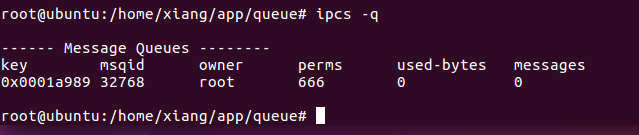 root@ubuntu:/home/xiang/app/queue# ipcs -q
------ Message Queues --------
key        msqid      owner      perms      used-bytes   messages
0x0001a989 32768      root       666        0            0
root@ubuntu:/home/xiang/app/queue#